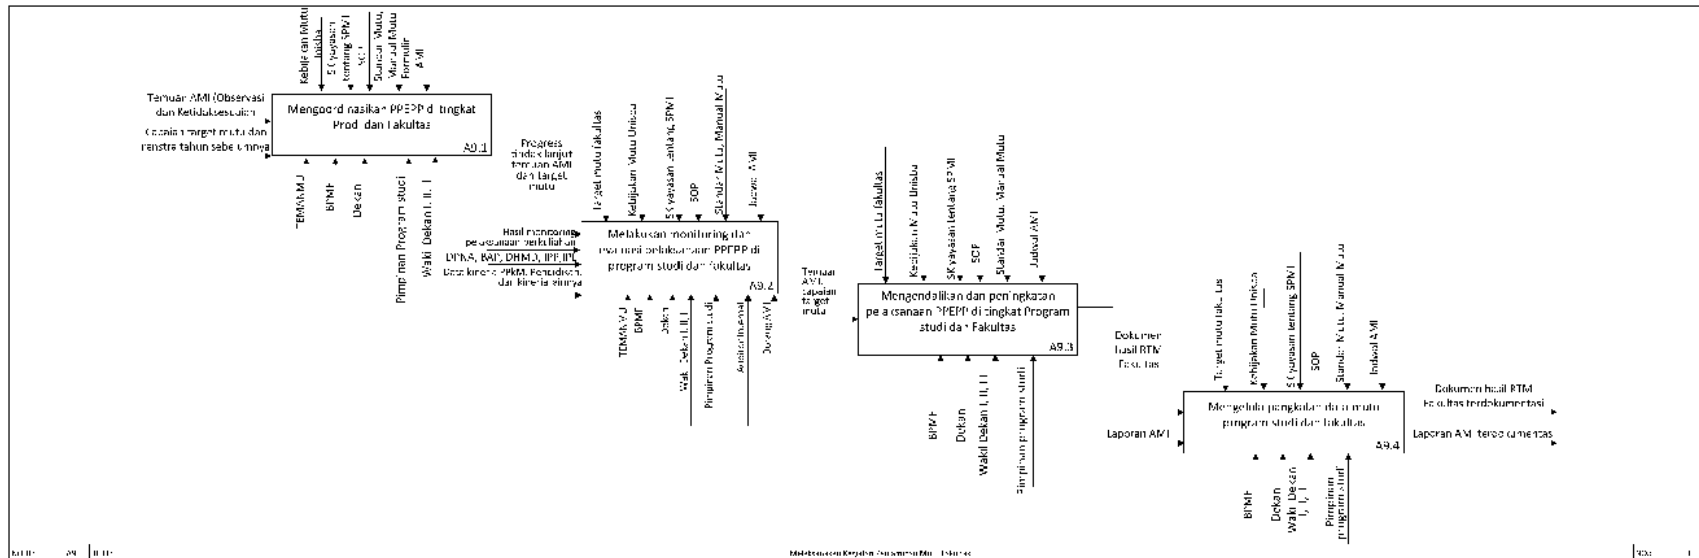 Kebijakan Mutu
Unisba
SK yayasan
tentang SPMI
SOP
Standar Mutu,
Manual Mutu
Formulir
AMI
Temuan AMI (Observasi
dan Ketidaksesuaian
Capaian target mutu dan
renstra tahun sebelumnya
Mengoordinasikan PPEPP di tingkat
Prodi dan Fakultas
A9.1
TEMANMU
BPMF
Dekan
Pimpinan Program studi
Wakil Dekan I, II, III
Progress
tindak lanjut
temuan AMI
dan target
mutu
Target mutu fakultas
Kebijakan Mutu Unisba
SK yayasan tentang SPMI
SOP
Standar Mutu, Manual Mutu
Jadwal AMI
Hasil monitoring
pelaksanaan perkuliahan
DPNA, BAP, DHMD, IPP, IPL
Data kinerja PPkM, Pendidikan,
dan kinerja lainnya
Melakukan monitoring dan
evaluasi pelaksanaan PPEPP di
program studi dan fakultas
A9.2
TEMANMU
BPMF
Dekan
Wakil Dekan I, II, III
Pimpinan Program studi
Auditor Internal
AMI
Temuan
AMI,
capaian
target
mutu
Target mutu fakultas
Kebijakan Mutu Unisba
SK yayasan tentang SPMI
SOP
Standar Mutu, Manual Mutu
Jadwal AMI
Mengendalikan dan peningkatan
pelaksanaan PPEPP di tingkat Program
studi dan Fakultas
A9.3
BPMF
Dekan
Wakil Dekan I, II, III
Pimpinan program studi
Dokumen
hasil RTM
Fakultas
Target mutu fakultas
Kebijakan Mutu Unisba
SK yayasan tentang SPMI
SOP
Standar Mutu, Manual Mutu
Jadwal AMI
Laporan AMI
Mengelola pangkalan data mutu
program studi dan fakultas
A9.4
Dokumen hasil RTM
Fakultas terdokumentasi
Laporan AMI terdokumentasi
BPMF
Dekan
Wakil Dekan
I, II, III
Pimpinan
program studi
A9